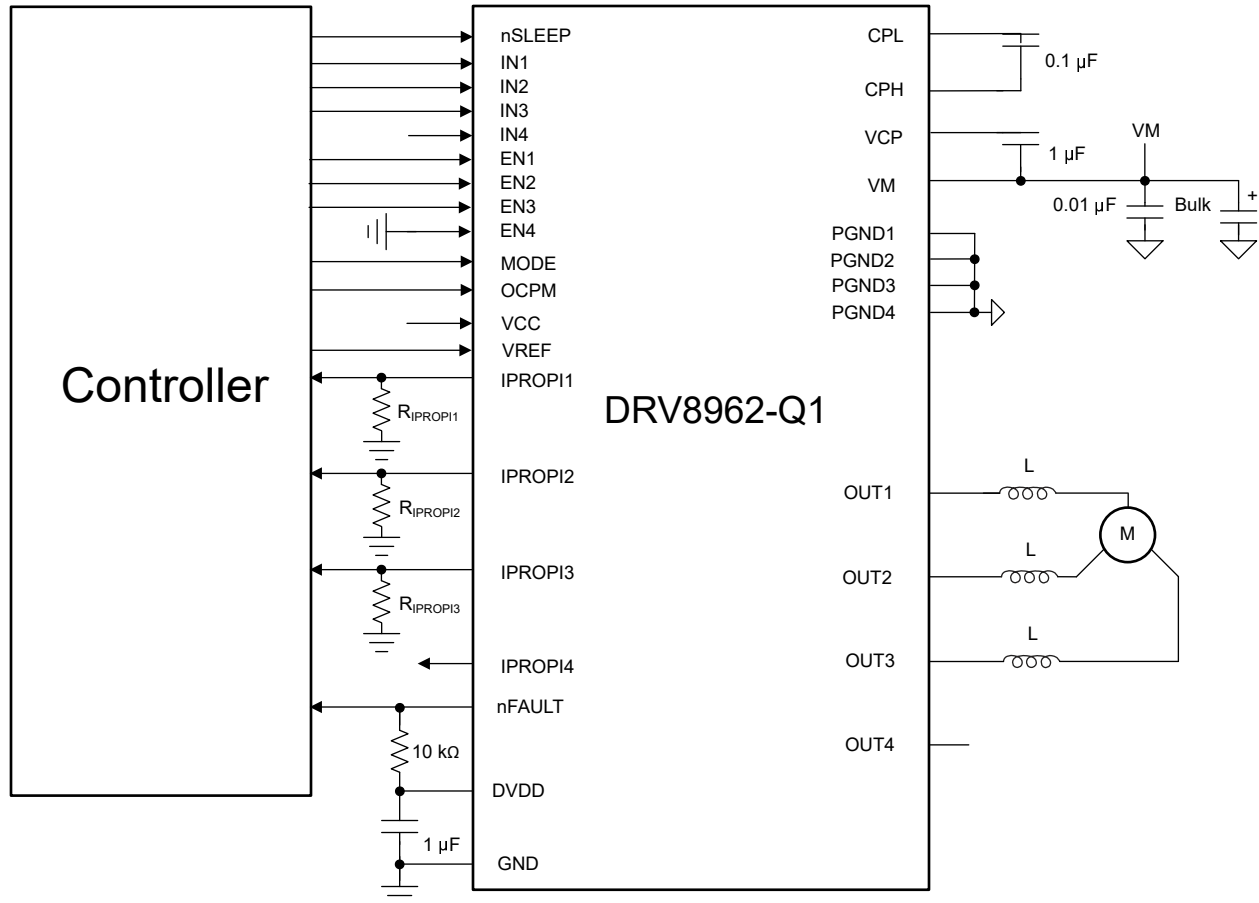 Controller
nSLEEP
IN1
IN2
IN3
IN4
EN1
EN2
EN3
EN4
MODE
OCPM
VCC
VREF
IPROPI1
RIPROPI1
IPROPI2
RIPROPI2
IPROPI3
RIPROPI3
IPROPI4
nFAULT
10 kΩ
DVDD
1 µF
GND
DRV8962-Q1
CPL
0.1 µF
CPH
VCP
1 µF
VM
VM
0.01 µF
Bulk
+
PGND1
PGND2
PGND3
PGND4
OUT1
L
M
OUT2
L
OUT3
L
OUT4